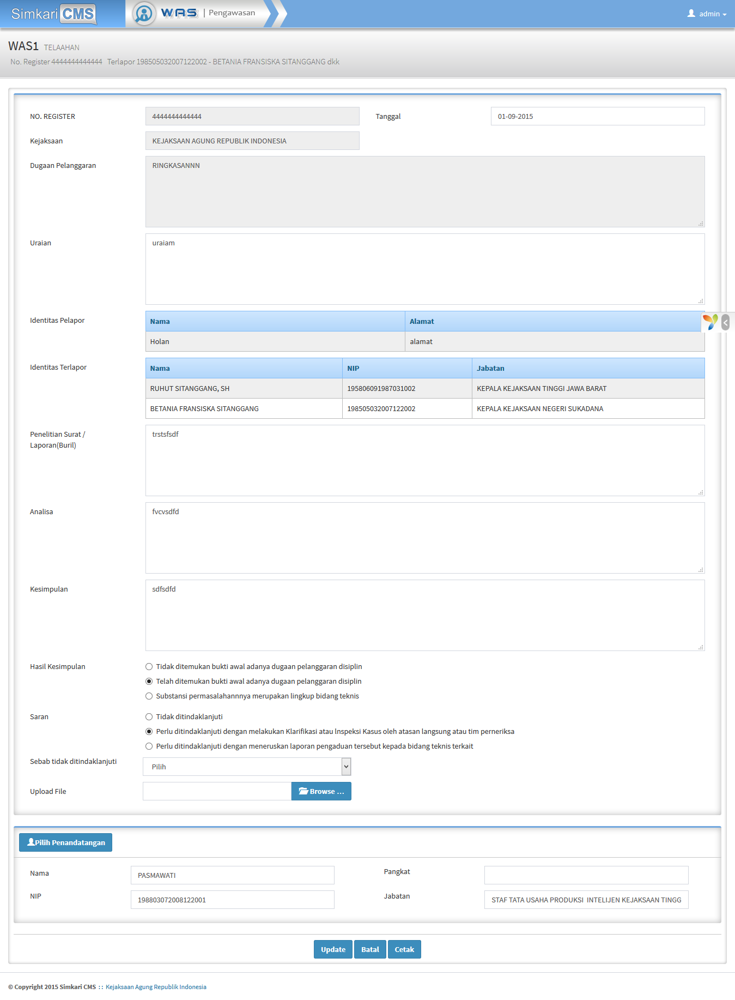 Simkari CMS WAS | Pengawasan admin
WAS1 TELAAHAN
No. Register 4444444444444 Terlapor 198505032007122002 - BETANIA FRANSISKA SITANGGANG dkk
NO. REGISTER 4444444444444 Tanggal 01-09-2015
Kejaksaan KEJAKSAAN AGUNG REPUBLIK INDONESIA
Dugaan Pelanggaran RINGKASANNN
Uraian uraiam
Identitas Pelapor Nama Alamat
Holan alamat
Identitas Terlapor Nama NIP Jabatan
RUHUT SITANGGANG, SH 195806091987031002 KEPALA KEJAKSAAN TINGGI JAWA BARAT
BETANIA FRANSISKA SITANGGANG 198505032007122002 KEPALA KEJAKSAAN NEGERI SUKADANA
Penelitian Surat / trstsfsdf
Laporan(Buril)
Analisa fvcvsdfd
Kesimpulan sdfsdfd
Hasil Kesimpulan Tidak ditemukan bukti awal adanya dugaan pelanggaran disiplin
Telah ditemukan bukti awal adanya dugaan pelanggaran disiplin
Substansi permasalahannnya merupakan lingkup bidang teknis
Saran Tidak ditindaklanjuti
Perlu ditindaklanjuti dengan melakukan Klarifikasi atau lnspeksi Kasus oleh atasan langsung atau tim perneriksa
Perlu ditindaklanjuti dengan meneruskan laporan pengaduan tersebut kepada bidang teknis terkait
Sebab tidak ditindaklanjuti Pilih
Upload File Browse ...
Pilih Penandatangan
Nama PASMAWATI Pangkat
NIP 198803072008122001 Jabatan STAF TATA USAHA PRODUKSI INTELIJEN KEJAKSAAN TINGG
Update Batal Cetak
© Copyright 2015 Simkari CMS :: Kejaksaan Agung Republik Indonesia